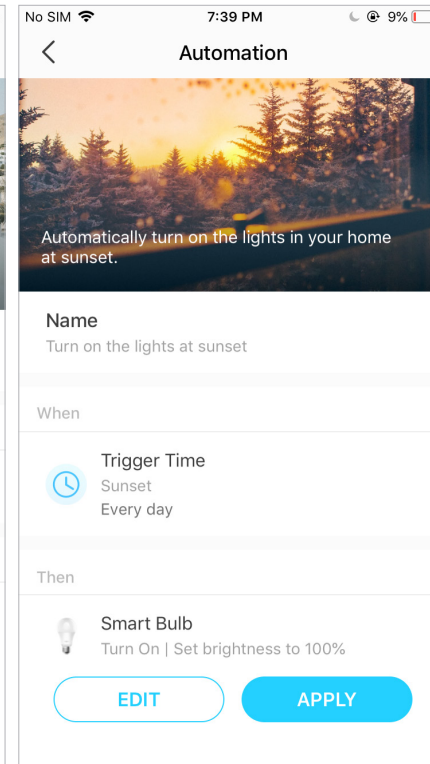 No SIM 7:39 PM 9%
Automation
Automatically turn on the lights in your home
at sunset.
Name
Turn on the lights at sunset
When
Trigger Time
Sunset
Every day
Then
Smart Bulb
Turn On | Set brightness to 100%
EDIT APPLY